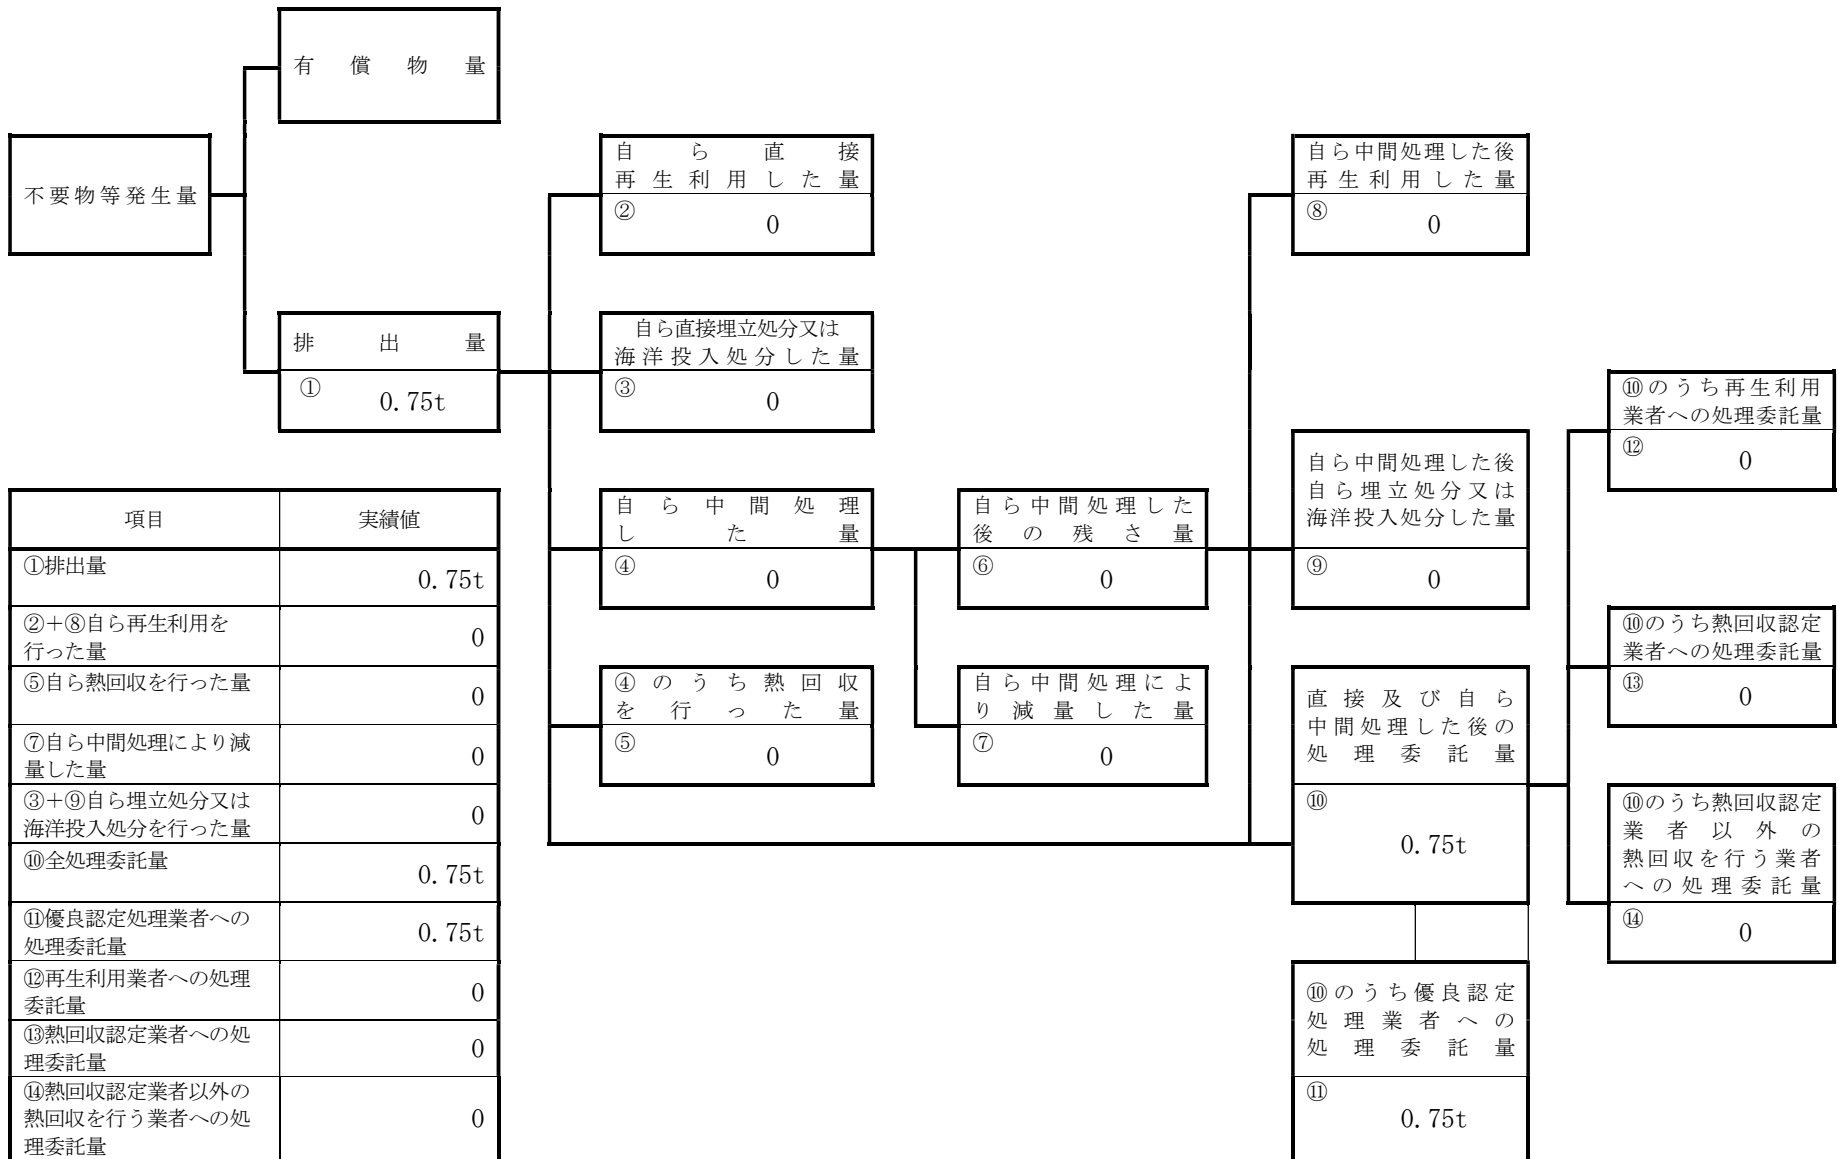 有償物量
不要物等発生量
自ら直接
再生利用した量
② 0
自ら中間処理した後
再生利用した量
⑧ 0
排出量
① 0.75t
自ら直接埋立処分又は
海洋投入処分した量
③ 0
⑩のうち再生利用
業者への処理委託量
⑫ 0
自ら中間処理した後
自ら埋立処分又は
海洋投入処分した量
⑨ 0
自ら中間処理
した量
④ 0
自ら中間処理した
後の残さ量
⑥ 0
④のうち熱回収
を行った量
⑤ 0
自ら中間処理によ
り減量した量
⑦ 0
直接及び自ら
中間処理した後の
処理委託量
⑩
0.75t
⑩のうち熱回収認定
業者への処理委託量
⑬ 0
⑩のうち熱回収認定
業者以外の
熱回収を行う業者
への処理委託量
⑭ 0
⑩のうち優良認定
処理業者への
処理委託量
⑪
0.75t
項目 実績値
①排出量 0.75t
②+⑧自ら再生利用を
行った量 0
⑤自ら熱回収を行った量 0
⑦自ら中間処理により減
量した量 0
③+⑨自ら埋立処分又は
海洋投入処分を行った量 0
⑩全処理委託量 0.75t
⑪優良認定処理業者への
処理委託量 0.75t
⑫再生利用業者への処理
委託量 0
⑬熱回収認定業者への処
理委託量 0
⑭熱回収認定業者以外の
熱回収を行う業者への処
理委託量 0